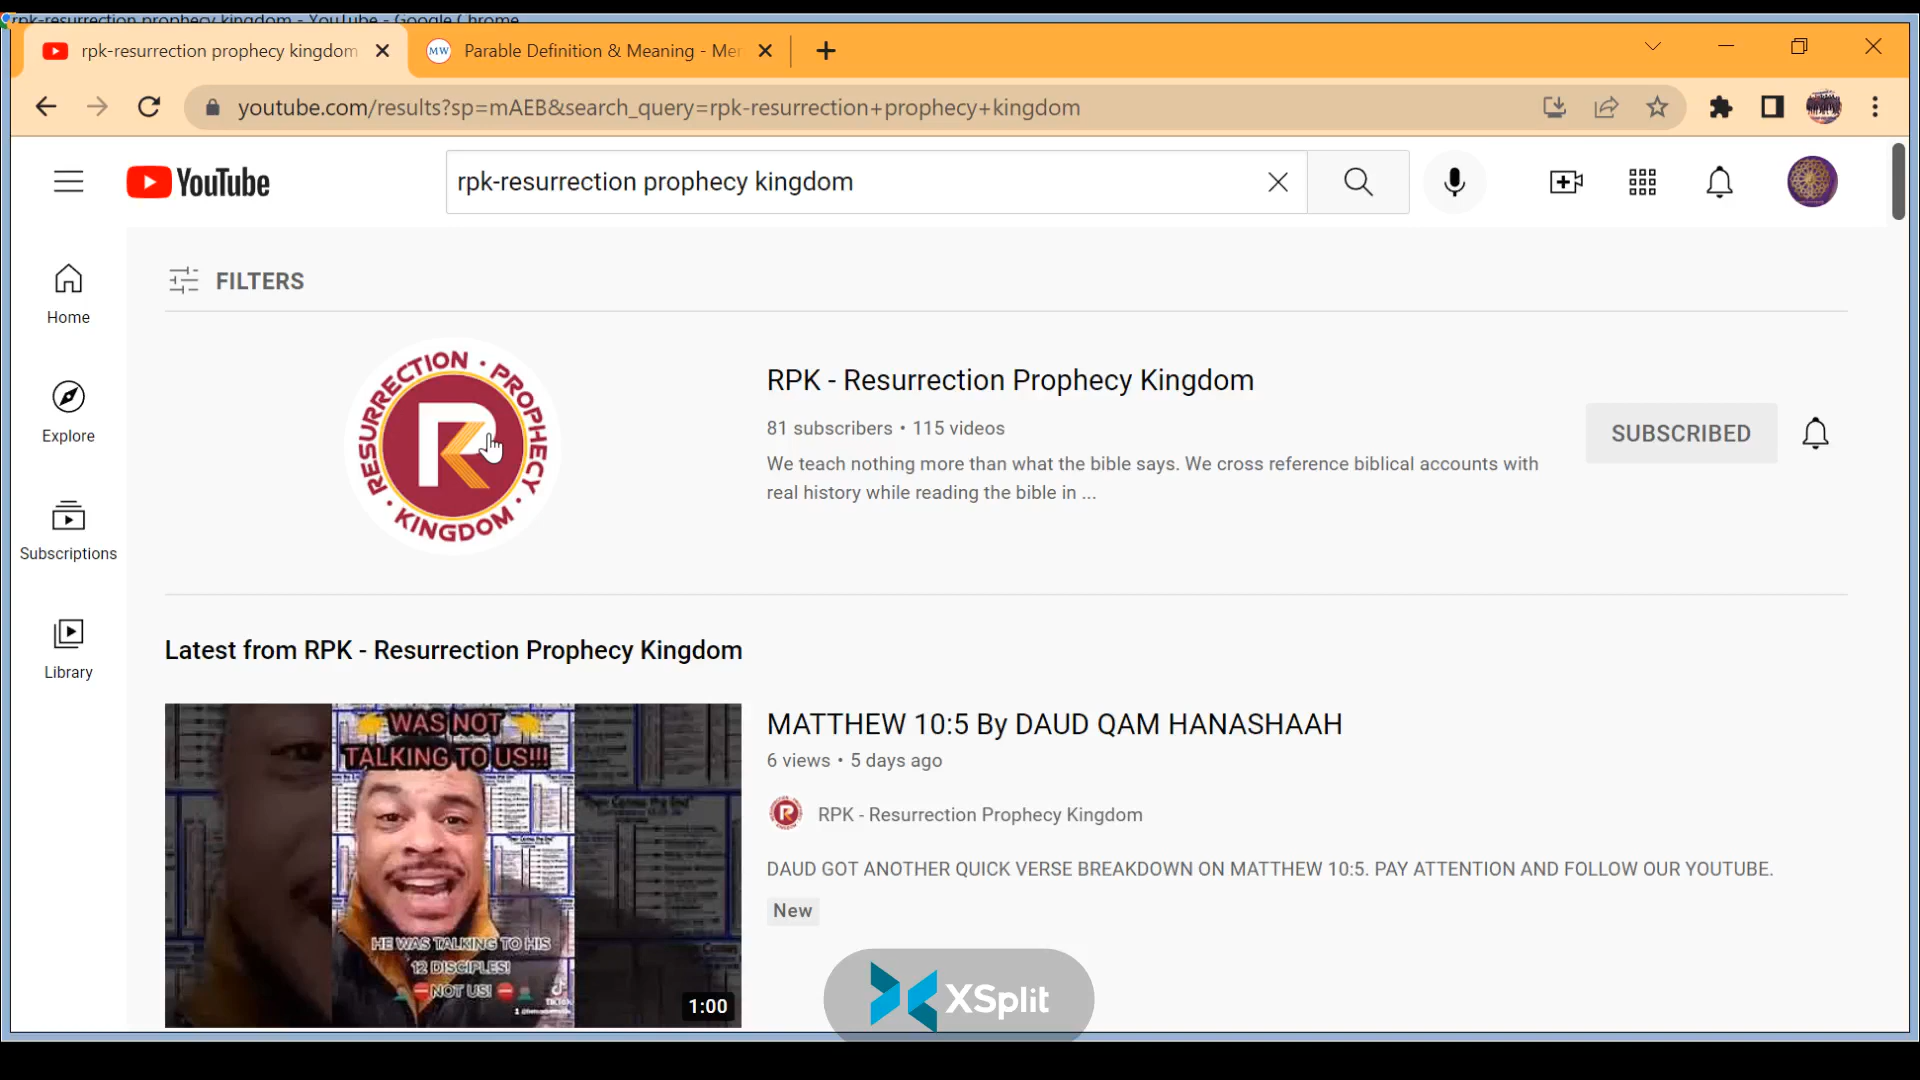 rpk-resurrection prophecy kingdom - YouTube - Google Chrome
rpk-resurrection prophecy kingdom
MW
Parable Definition & Meaning - Mer
youtube.com/results?sp=mAEB&search_query=rpk-resurrection+prophecy+kingdom
YouTube
rpk-resurrection prophecy kingdom
FILTERS
Home
Explore
Subscriptions
Library
RESURRECTION · PROPHECY · KINGDOM ·
RK
RPK - Resurrection Prophecy Kingdom
81 subscribers • 115 videos
We teach nothing more than what the bible says. We cross reference biblical accounts with
real history while reading the bible in ...
SUBSCRIBED
Latest from RPK - Resurrection Prophecy Kingdom
WAS NOT
TALKING TO US!!!
HE WAS TALKING TO HIS
12 DISCIPLES!
NOT US!
TikTok
1:00
MATTHEW 10:5 By DAUD QAM HANASHAAH
6 views • 5 days ago
RPK - Resurrection Prophecy Kingdom
DAUD GOT ANOTHER QUICK VERSE BREAKDOWN ON MATTHEW 10:5. PAY ATTENTION AND FOLLOW OUR YOUTUBE.
New
XSplit